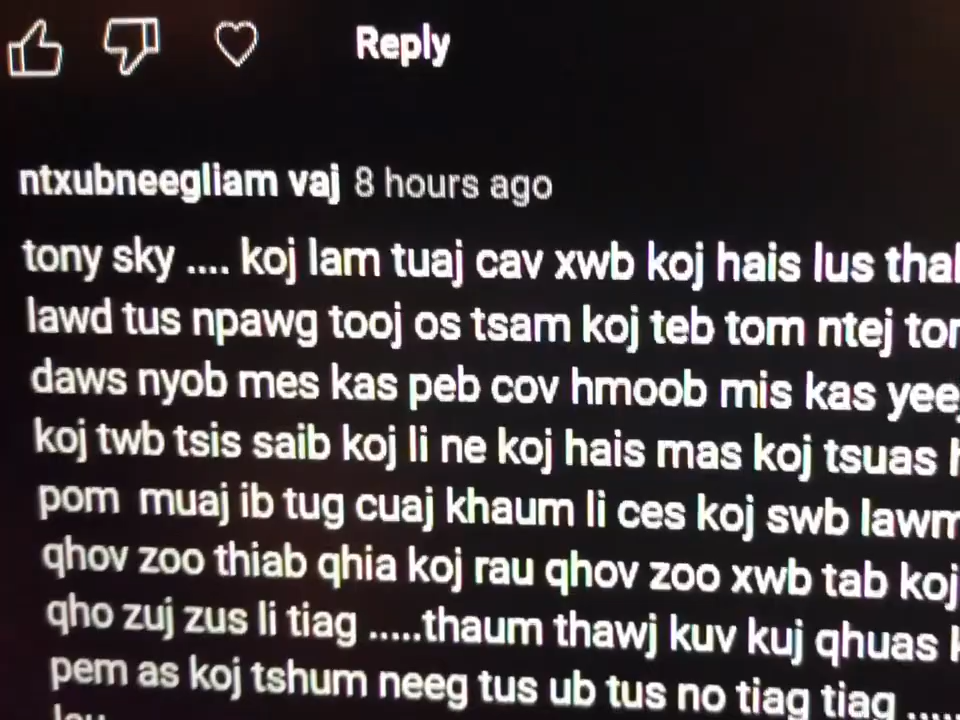 Reply
ntxubneegliam vaj 8 hours ago
tony sky .... koj lam tuaj cav xwb koj hais lus
lawd tus npawg tooj os tsam koj teb tom ntej
daws nyob mes kas peb cov hmoob mis kas
koj twb tsis saib koj li ne koj hais mas koj tsuas
pom muaj ib tug cuaj khaum li ces koj swb
qhov zoo thiab qhia koj rau qhov zoo xwb tab koj
qho zuj zus li tiag .....thaum thawj kuv kuj qhuas
pem as koj tshum neeg tus ub tus no tiag tiag .....